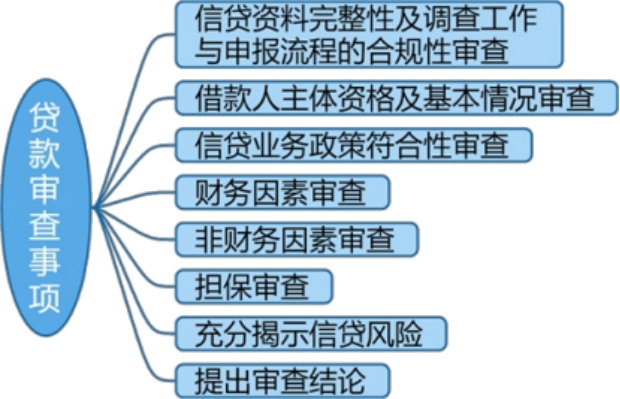 贷款审查事项
信贷资料完整性及调查工作
与申报流程的合规性审查
借款人主体资格及基本情况审查
信贷业务政策符合性审查
财务因素审查
非财务因素审查
担保审查
充分揭示信贷风险
提出审查结论